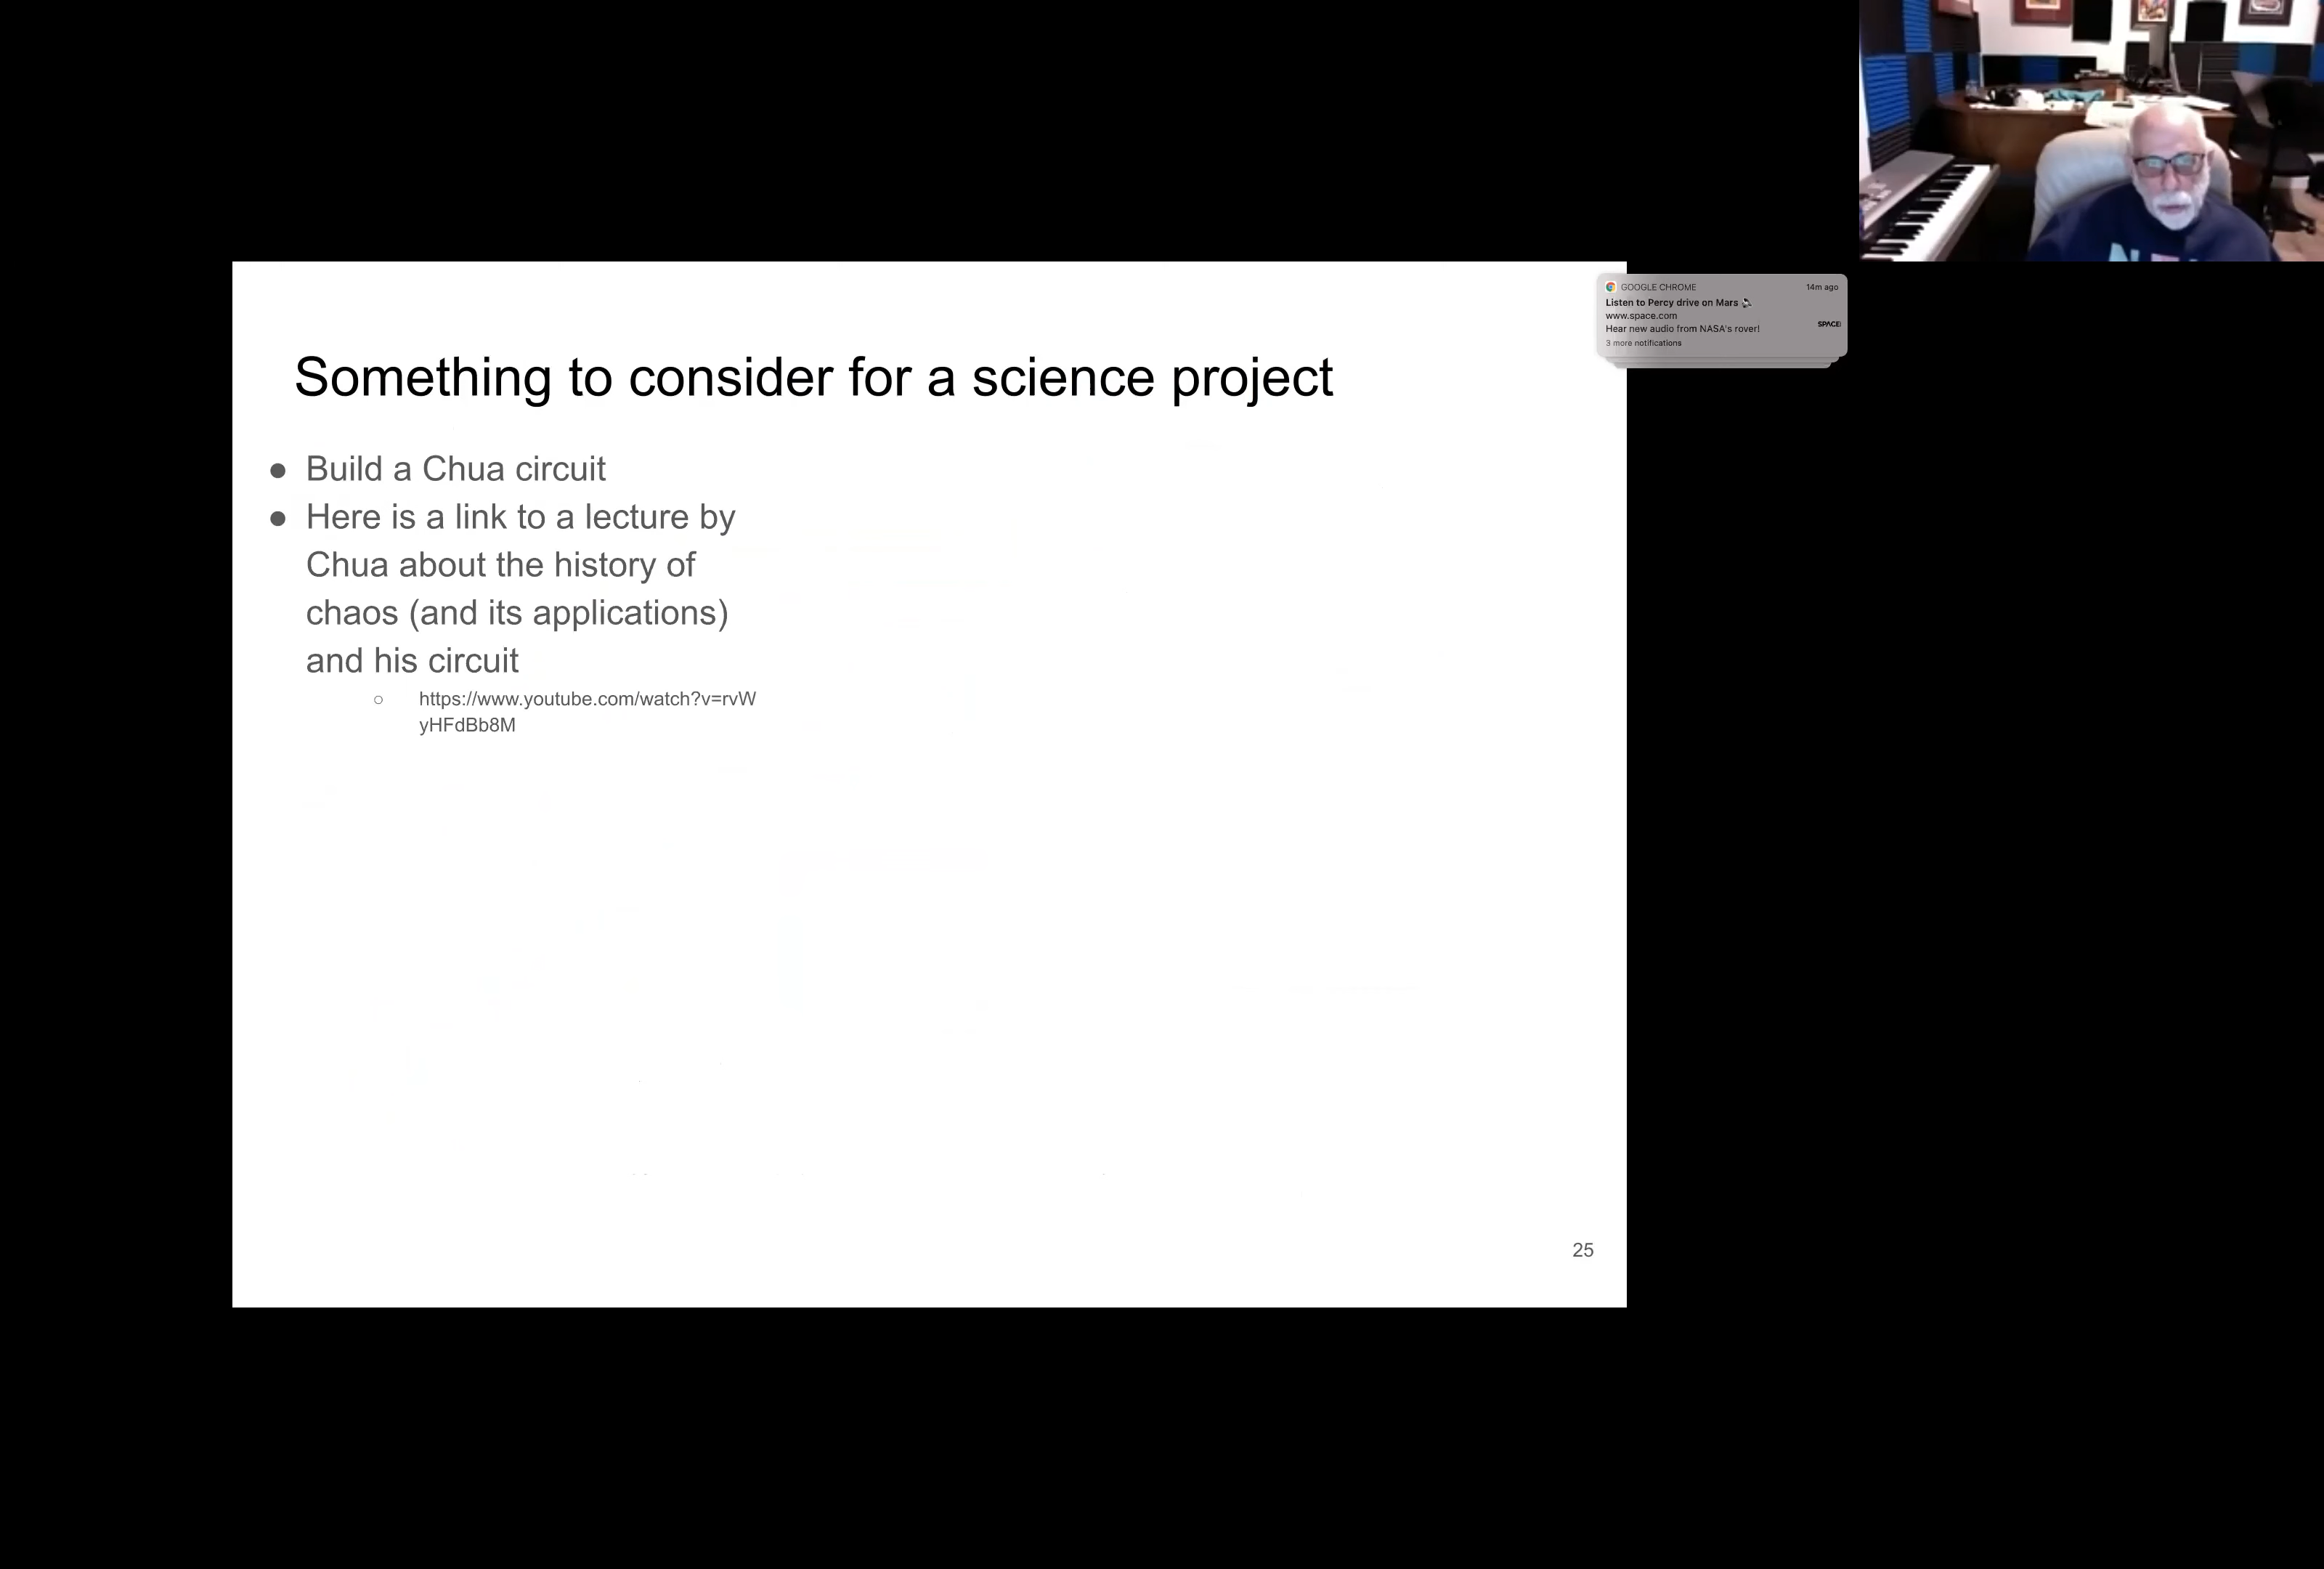 GOOGLE CHROME 14m ago
Listen to Percy drive on Mars
www.space.com
SPACE
Hear new audio from NASA's rover!
3 more notifications
Something to consider for a science project
● Build a Chua circuit
● Here is a link to a lecture by
Chua about the history of
chaos (and its applications)
and his circuit
○ https://www.youtube.com/watch?v=rvW
yHFdBb8M
25